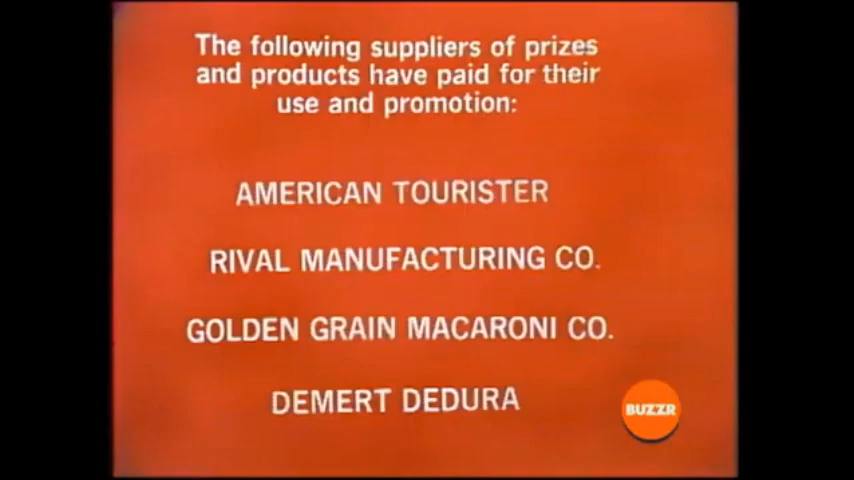 The following suppliers of prizes
and products have paid for their
use and promotion:
AMERICAN TOURISTER
RIVAL MANUFACTURING CO.
GOLDEN GRAIN MACARONI CO.
DEMERT DEDURA
BUZZR